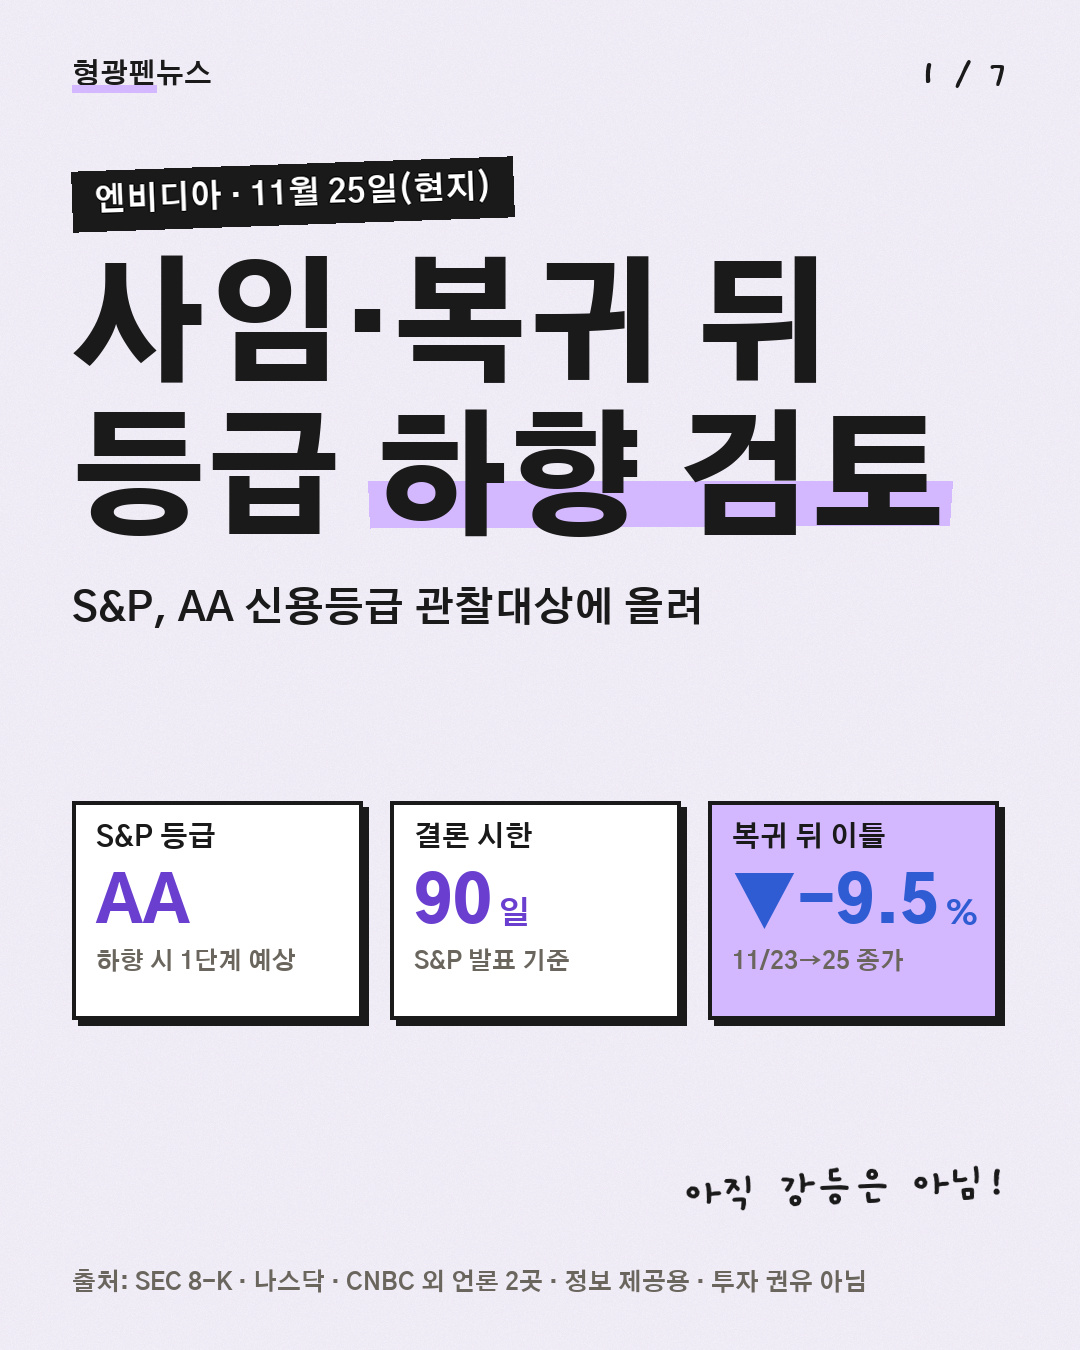 형광펜뉴스
1 / 7
엔비디아 · 11월 25일(현지)
사임·복귀 뒤
등급 하향 검토
S&P, AA 신용등급 관찰대상에 올려
S&P 등급
AA
하향 시 1단계 예상
결론 시한
90일
S&P 발표 기준
복귀 뒤 이틀
▼−9.5%
11/23→25 종가
아직 강등은 아님!
출처: SEC 8-K · 나스닥 · CNBC 외 언론 2곳 · 정보 제공용 · 투자 권유 아님